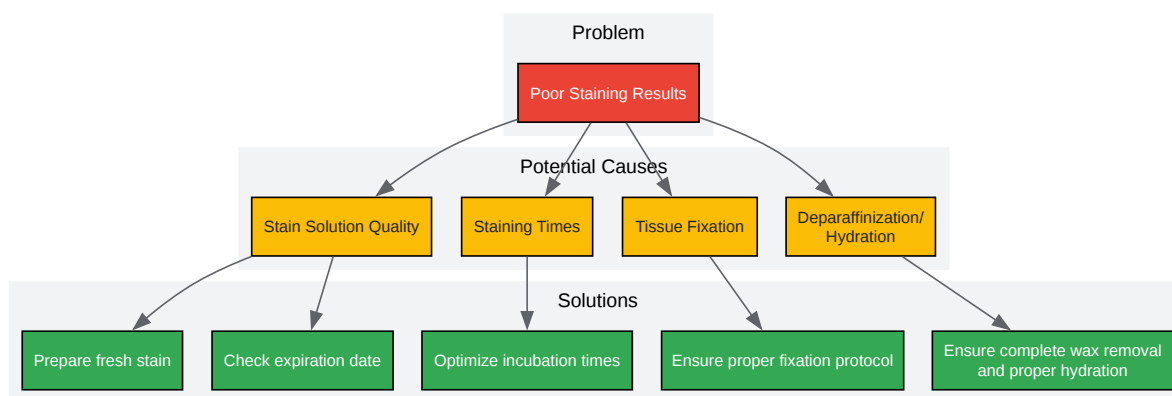 Problem
Poor Staining Results
Potential Causes
Stain Solution Quality
Staining Times
Tissue Fixation
Deparaffinization/
Hydration
Solutions
Prepare fresh stain
Check expiration date
Optimize incubation times
Ensure proper fixation protocol
Ensure complete wax removal
and proper hydration